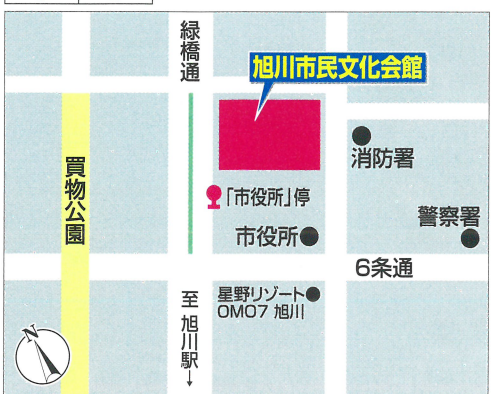 緑橋通
旭川市民文化会館
消防署
買物公園
「市役所」停
警察署
市役所
6条通
星野リゾート
OMO7 旭川
至 旭川駅→
N